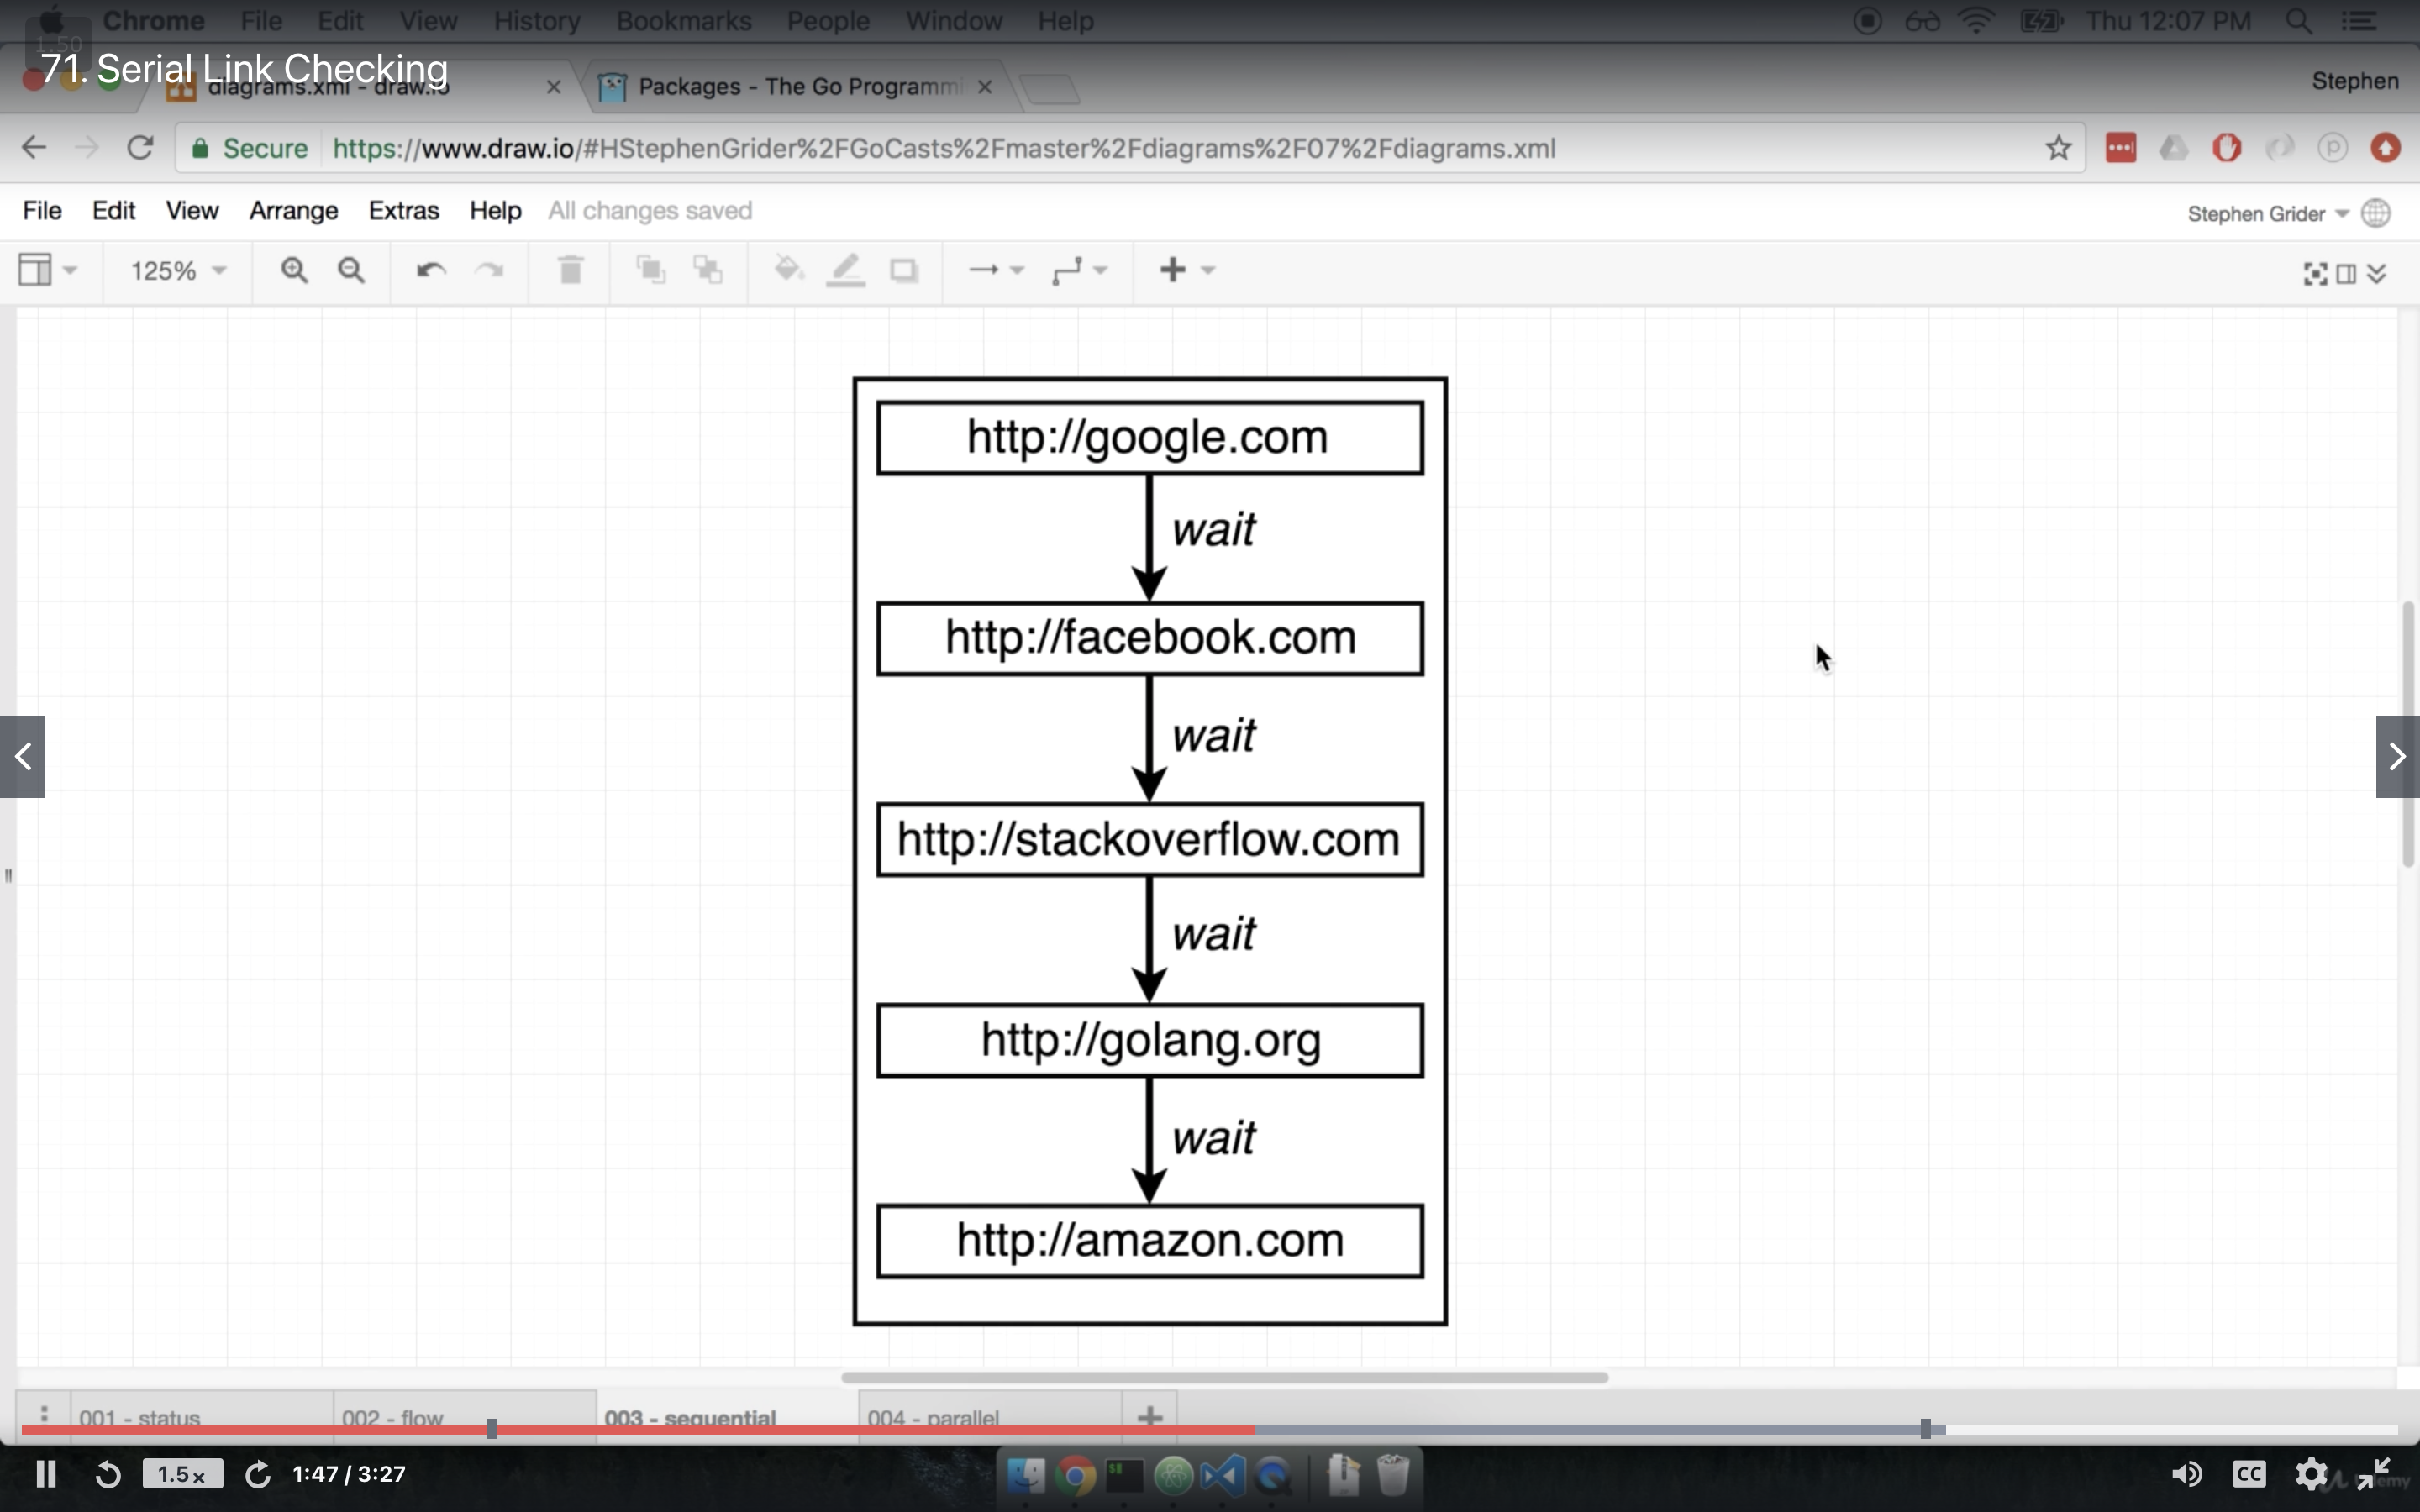 Chrome File Edit View History Bookmarks People Window Help Thu 12:07 PM
1.50
71. Serial Link Checking
diagrams.xml - draw.io Packages - The Go Programmi Stephen
Secure https://www.draw.io/#HStephenGrider%2FGoCasts%2Fmaster%2Fdiagrams%2F07%2Fdiagrams.xml
File Edit View Arrange Extras Help All changes saved Stephen Grider
125%
http://google.com
wait
http://facebook.com
wait
http://stackoverflow.com
wait
http://golang.org
wait
http://amazon.com
001 - status 002 - flow 003 - sequential 004 - parallel
1.5x 1:47 / 3:27 CC